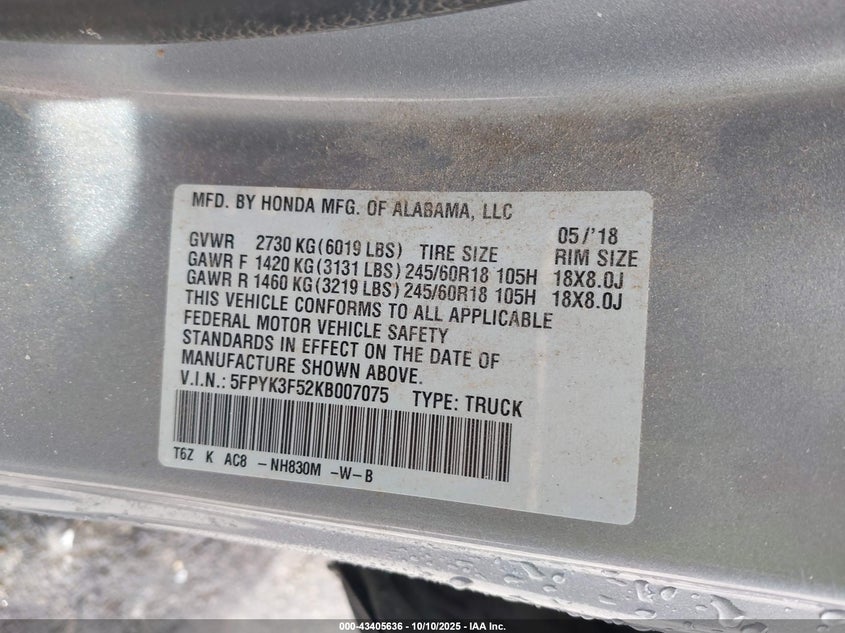 MFD. BY HONDA MFG. OF ALABAMA, LLC
05/'18
GVWR 2730 KG(6019 LBS) TIRE SIZE RIM SIZE
GAWR F 1420 KG(3131 LBS) 245/60R18 105H 18X8.0J
GAWR R 1460 KG(3219 LBS) 245/60R18 105H 18X8.0J
THIS VEHICLE CONFORMS TO ALL APPLICABLE
FEDERAL MOTOR VEHICLE SAFETY
STANDARDS IN EFFECT ON THE DATE OF
MANUFACTURE SHOWN ABOVE.
V.I.N.: 5FPYK3F52KB007075 TYPE: TRUCK
T6Z K AC8 -NH830M -W-B
000-43405636 - 10/10/2025 - IAA Inc.